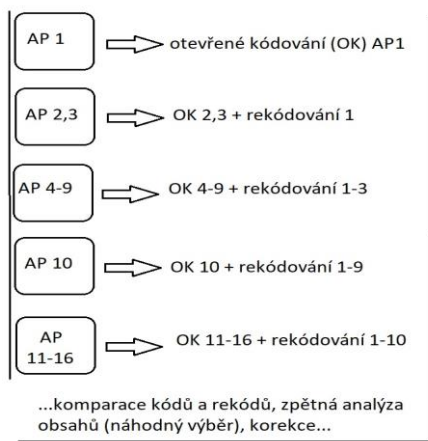 AP 1 otevřené kódování (OK) AP1
AP 2,3 OK 2,3 + rekódování 1
AP 4-9 OK 4-9 + rekódování 1-3
AP 10 OK 10 + rekódování 1-9
AP
11-16 OK 11-16 + rekódování 1-10
...komparace kódů a rekódů, zpětná analýza
obsahů (náhodný výběr), korekce...